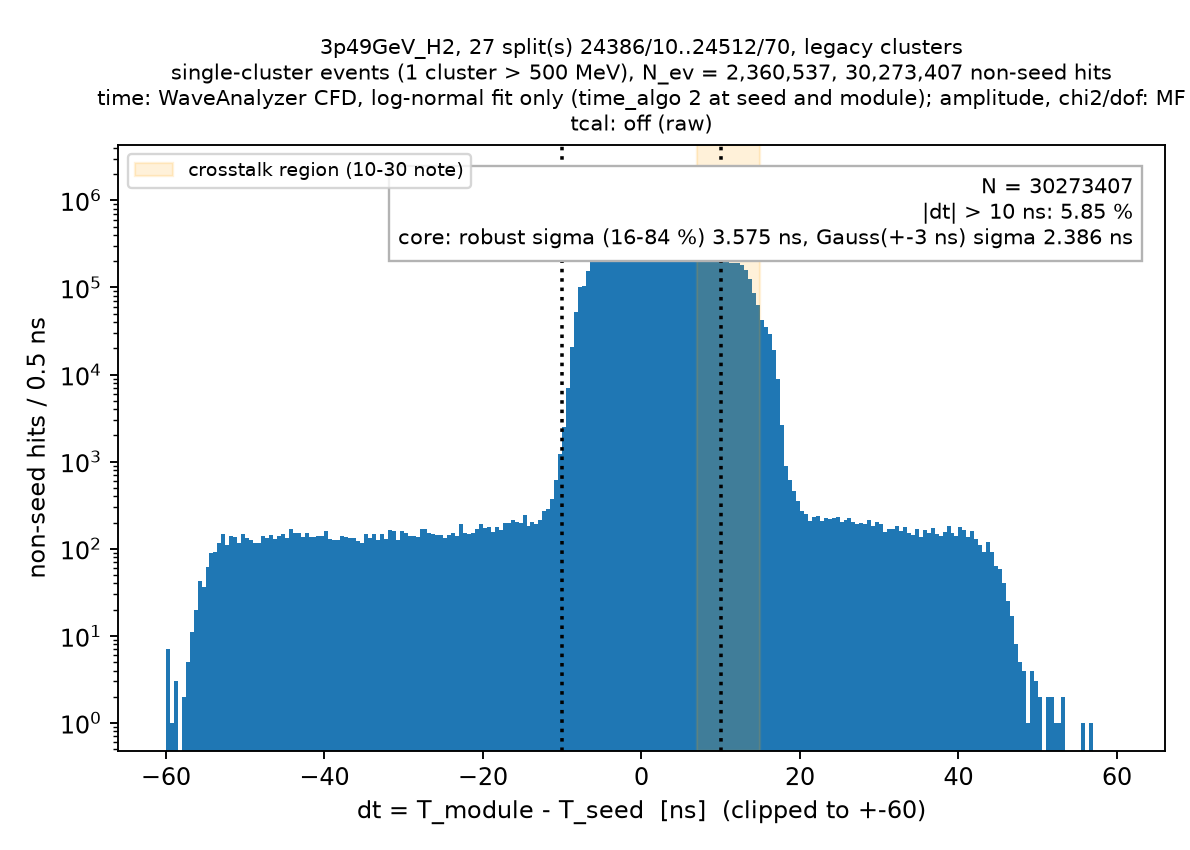 3p49GeV_H2, 27 split(s) 24386/10..24512/70, legacy clusters
single-cluster events (1 cluster > 500 MeV), N_ev = 2,360,537, 30,273,407 non-seed hits
time: WaveAnalyzer CFD, log-normal fit only (time_algo 2 at seed and module); amplitude, chi2/dof: MF
tcal: off (raw)
crosstalk region (10-30 note)
N = 30273407
|dt| > 10 ns: 5.85 %
core: robust sigma (16-84 %) 3.575 ns, Gauss(+-3 ns) sigma 2.386 ns
non-seed hits / 0.5 ns
10⁶
10⁵
10⁴
10³
10²
10¹
10⁰
−60 −40 −20 0 20 40 60
dt = T_module - T_seed [ns] (clipped to +-60)